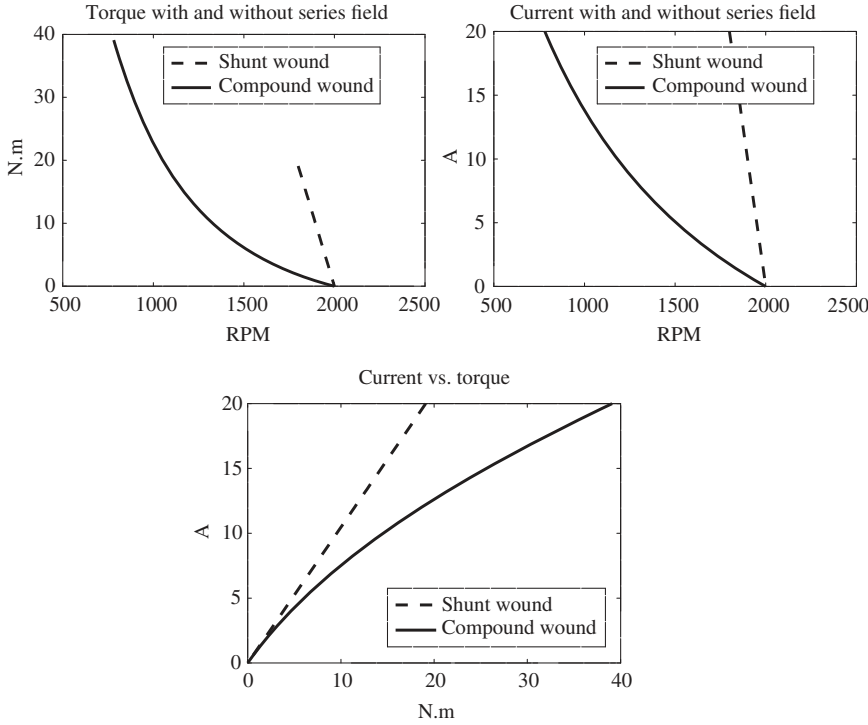 Torque with and without series field
40
30
20
10
0
N.m
Shunt wound
Compound wound
500 1000 1500 2000 2500
RPM
Current with and without series field
20
15
10
5
0
A
Shunt wound
Compound wound
500 1000 1500 2000 2500
RPM
Current vs. torque
20
15
10
5
0
A
Shunt wound
Compound wound
0 10 20 30 40
N.m